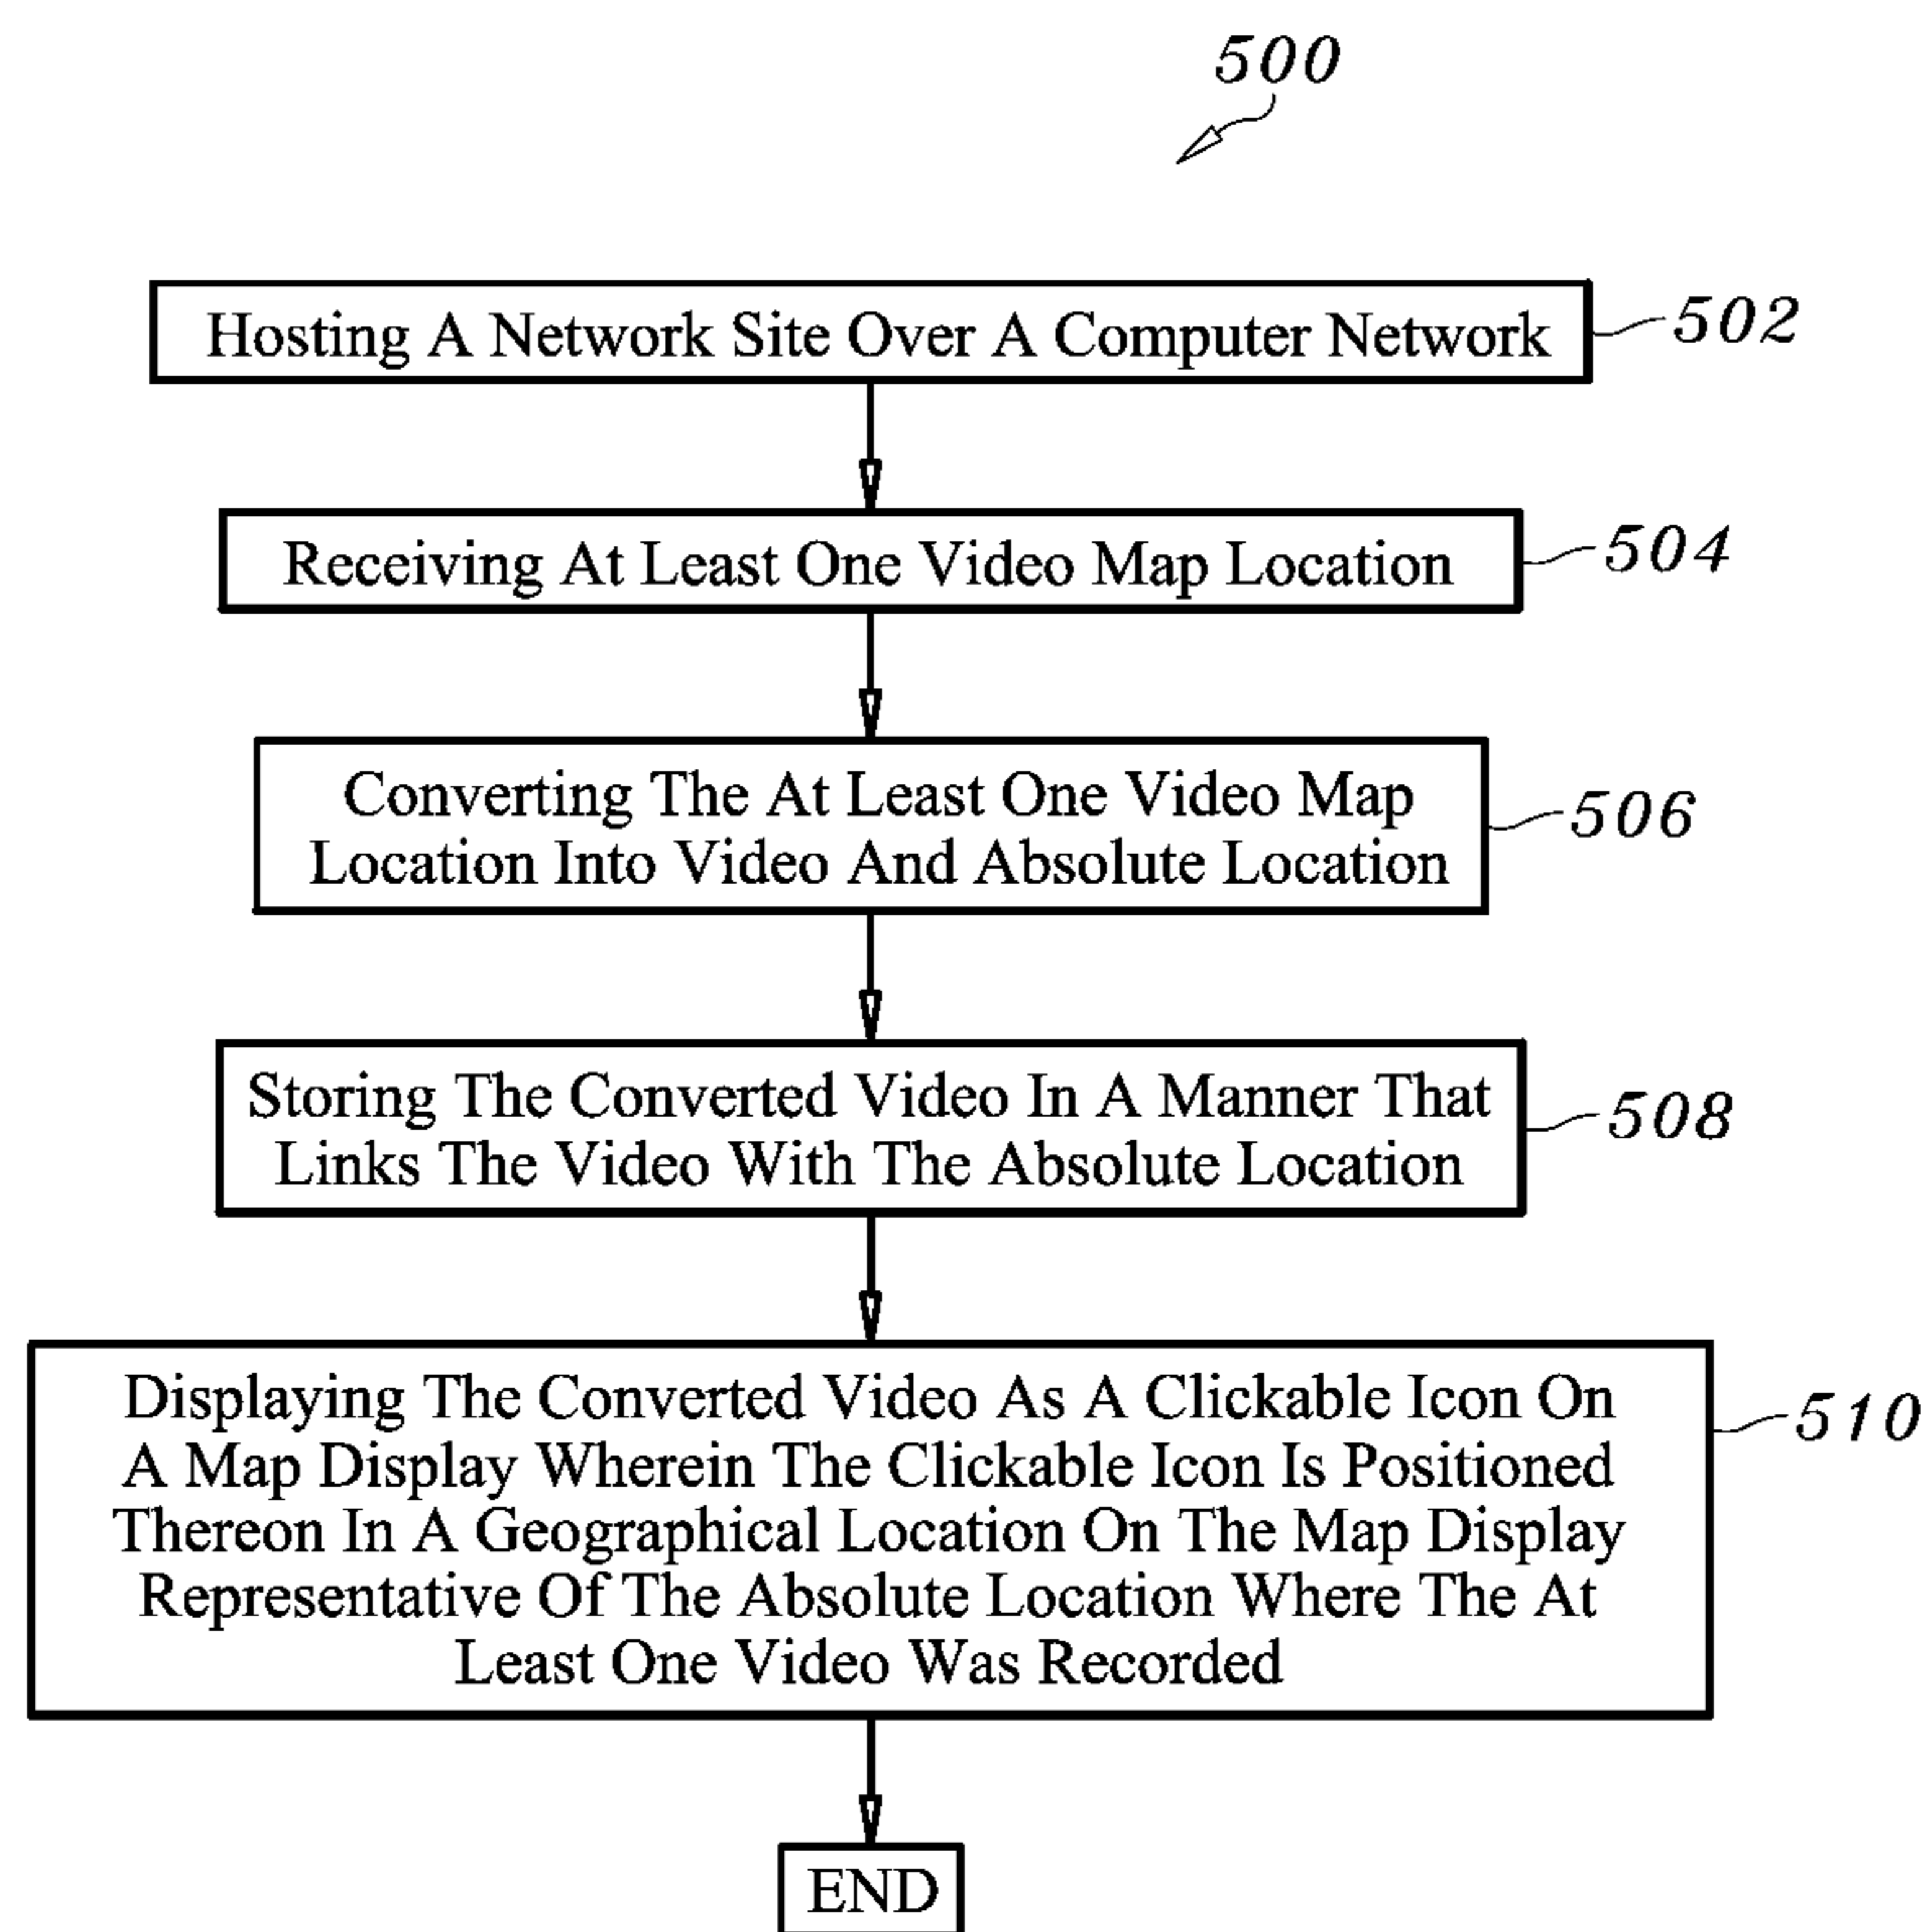 500
Hosting A Network Site Over A Computer Network
502
Receiving At Least One Video Map Location
504
Converting The At Least One Video Map
Location Into Video And Absolute Location
506
Storing The Converted Video In A Manner That
Links The Video With The Absolute Location
508
Displaying The Converted Video As A Clickable Icon On
A Map Display Wherein The Clickable Icon Is Positioned
Thereon In A Geographical Location On The Map Display
Representative Of The Absolute Location Where The At
Least One Video Was Recorded
510
END